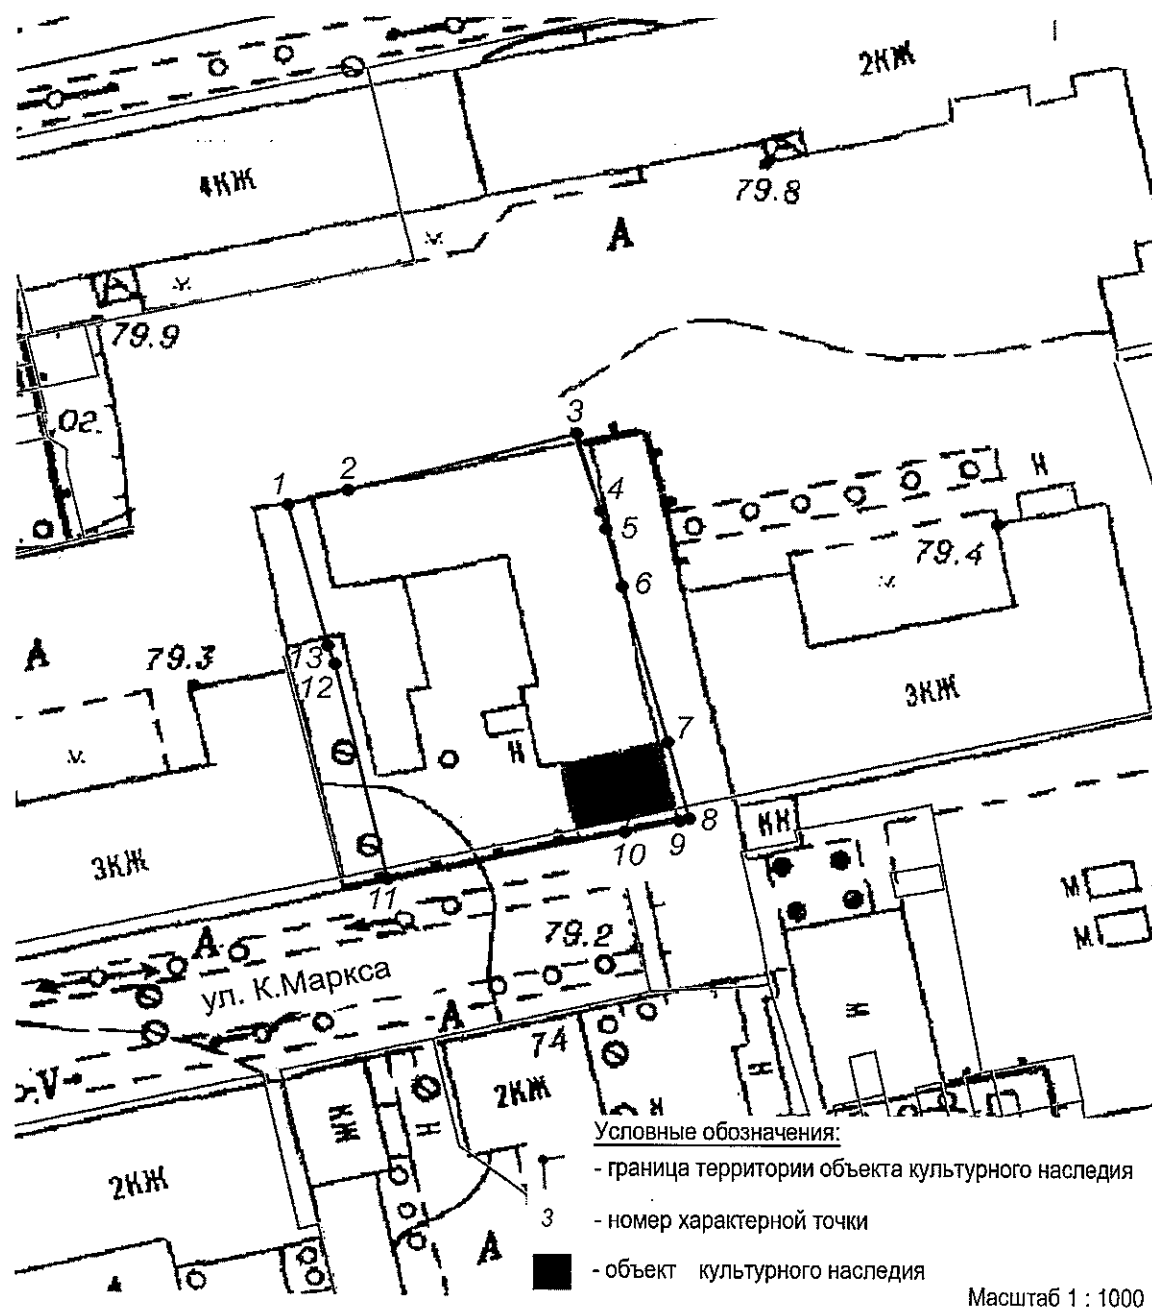 2КЖ
4КЖ
79.8
А
79.9
02.
3
1
2
4
5
6
Н
79.4
А
79.3
13
12
3КЖ
Н
7
8
9
10
КН
3КЖ
11
М
М
А
79.2
ул. К.Маркса
А
74
Ж
Н
2КЖ
2КЖ
КЖ
Н
А
Условные обозначения:
- граница территории объекта культурного наследия
3 - номер характерной точки
- объект культурного наследия
Масштаб 1 : 1000